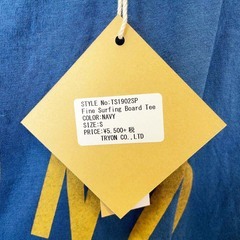 STYLE No:TS1902SP
Fine Surfing Board Tee
COLOR:NAVY
SIZE:S
PRICE:¥5,500+税
TRYON CO.,LTD